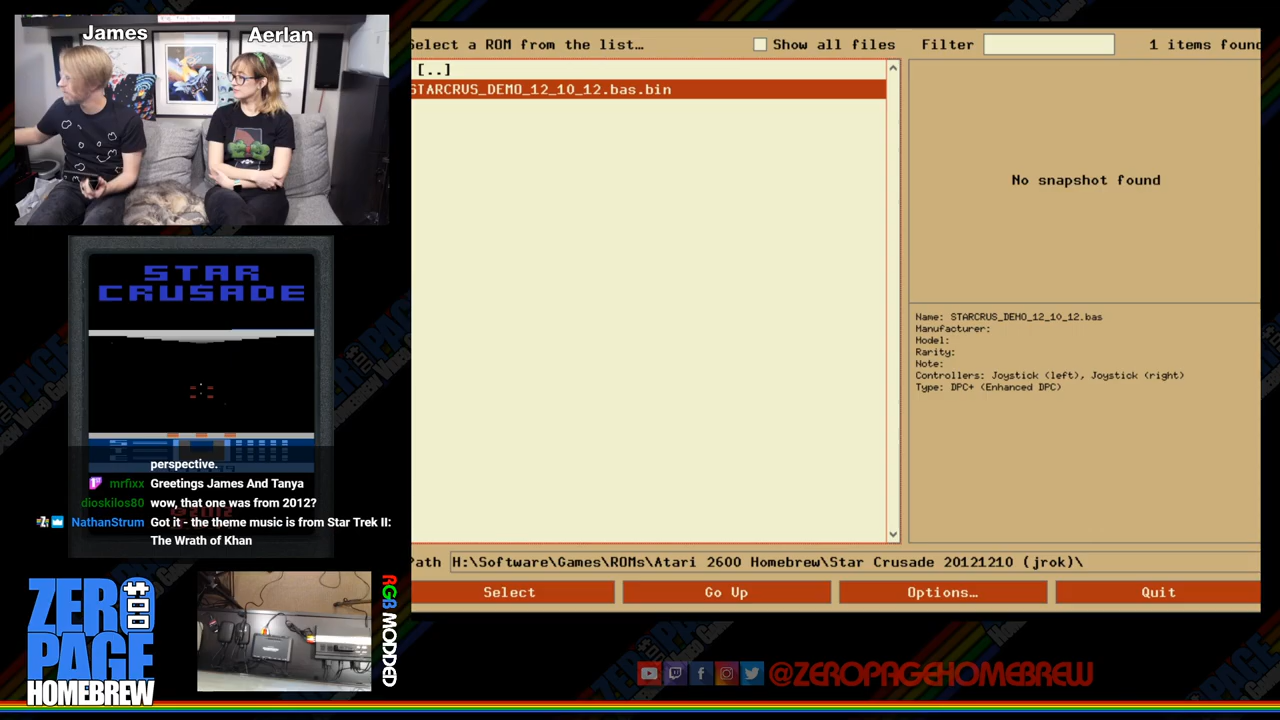 James
Aerlan
Select a ROM from the list…
Show all files
Filter
1 items found
[..]
STARCRUS_DEMO_12_10_12.bas.bin
No snapshot found
STAR
CRUSADE
Name: STARCRUS_DEMO_12_10_12.bas
Manufacturer:
Model:
Rarity:
Note:
Controllers: Joystick (left), Joystick (right)
Type: DPC+ (Enhanced DPC)
perspective.
mrfixx Greetings James And Tanya
dioskilos80 wow, that one was from 2012?
NathanStrum Got it - the theme music is from Star Trek II:
The Wrath of Khan
Path H:\Software\Games\ROMs\Atari 2600 Homebrew\Star Crusade 20121210 (jrok)\
Select
Go Up
Options…
Quit
ZERO
PAGE
HOMEBREW
RGB MODDED
@ZEROPAGEHOMEBREW